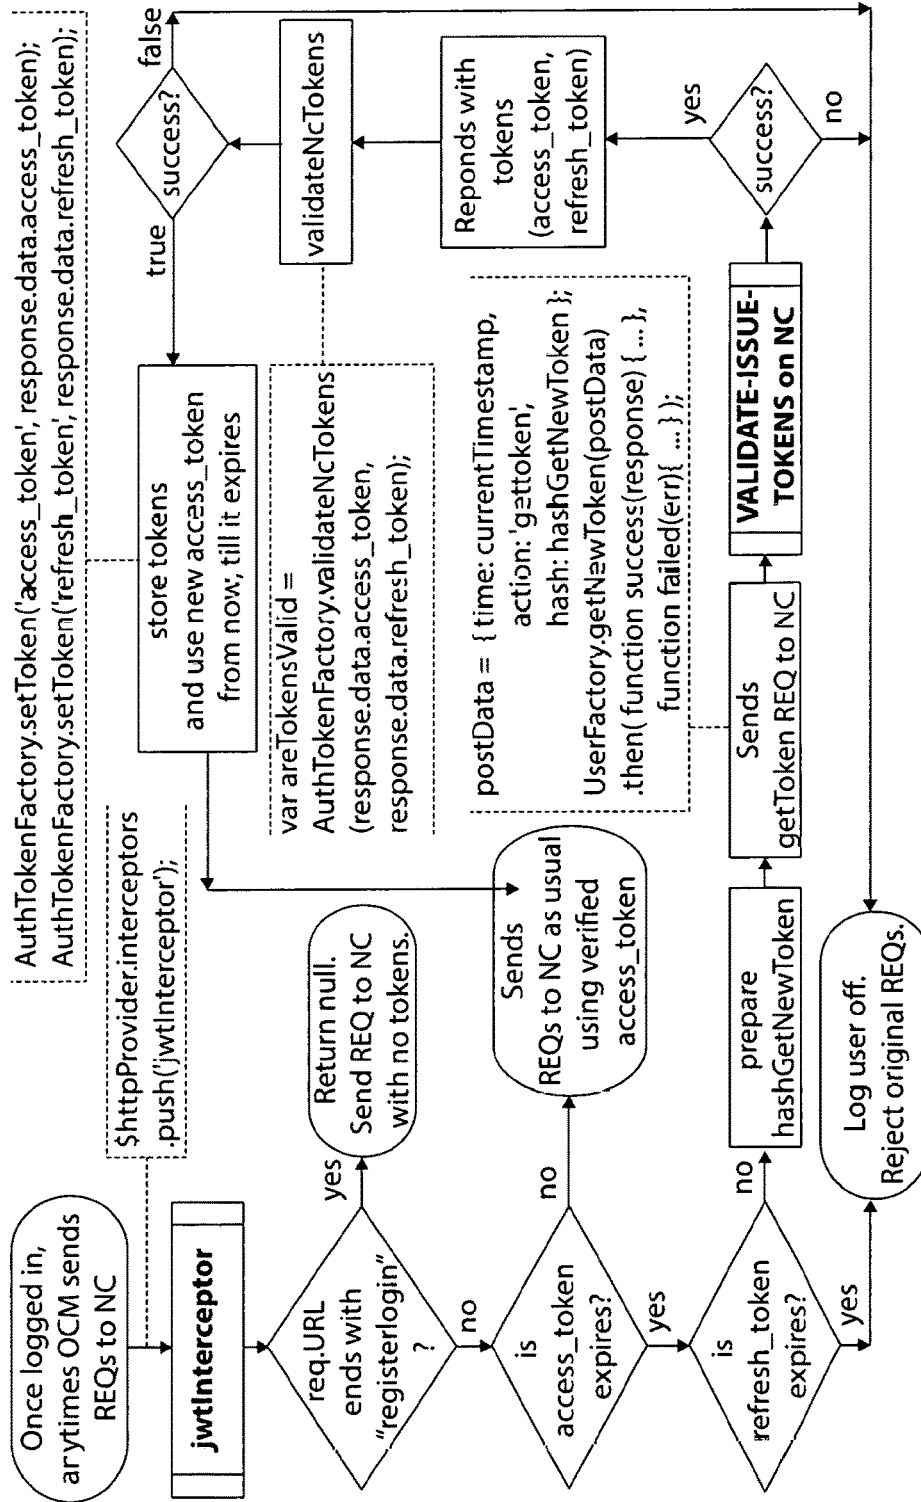 Once logged in,
arytimes OCM sends
REQs to NC
$httpProvider.interceptors
.push('jwtInterceptor');
AuthTokenFactory.setToken('access_token', response.data.access_token);
AuthTokenFactory.setToken('refresh_token', response.data.refresh_token);
jwtInterceptor
req.URL
ends with
"registerlogin"
?
yes
no
Return null.
Send REQ to NC
with no tokens.
store tokens
and use new access_token
from now, till it expires
true
success?
false
is
access_token
expires?
no
yes
Sends
REQs to NC as usual
using verified
access_token
var areTokensValid =
AuthTokenFactory.validateNcTokens
(response.data.access_token,
response.data.refresh_token);
validateNcTokens
Reponds with
tokens
(access_token,
refresh_token)
postData = { time: currentTimestamp,
action: 'gettoken',
hash: hashGetNewToken };
UserFactory.getNewToken(postData)
.then( function success(response) { ... },
function failed(err){ ... } );
is
refresh_token
expires?
no
yes
prepare
hashGetNewToken
Sends
getToken REQ to NC
VALIDATE-ISSUE-
TOKENS on NC
success?
yes
no
Log user off.
Reject original REQs.